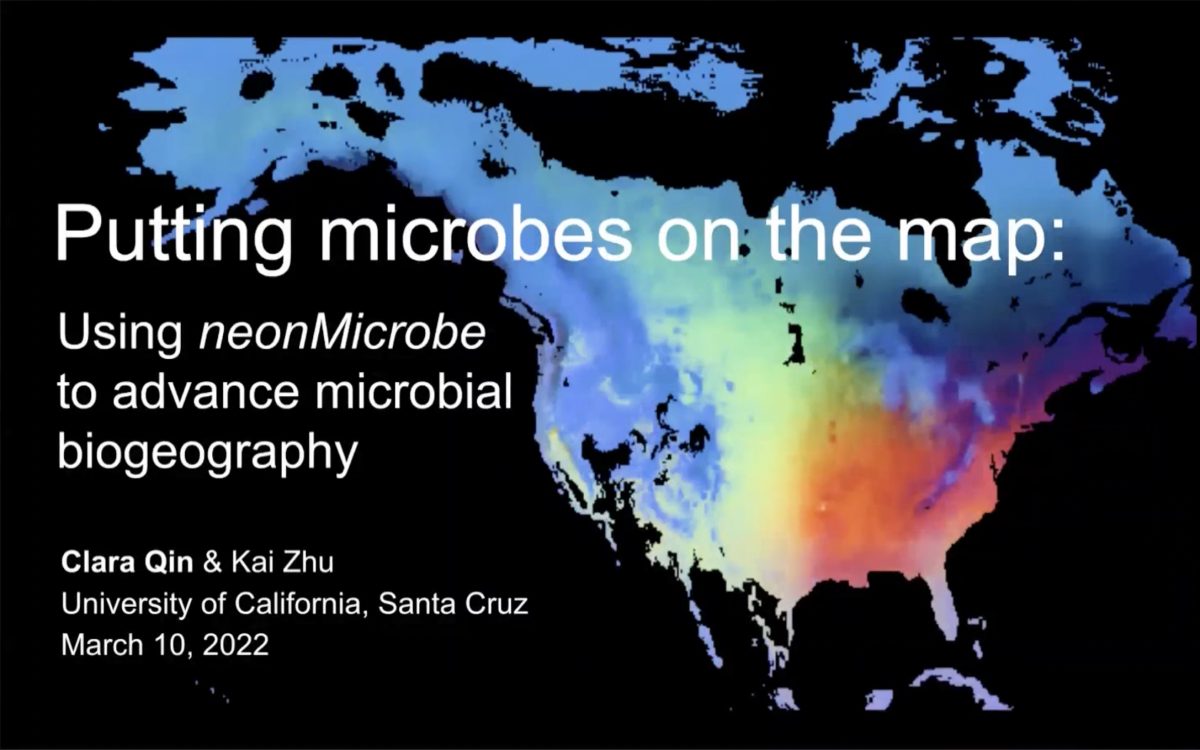 Putting microbes on the map:
Using neonMicrobe
to advance microbial
biogeography
Clara Qin & Kai Zhu
University of California, Santa Cruz
March 10, 2022